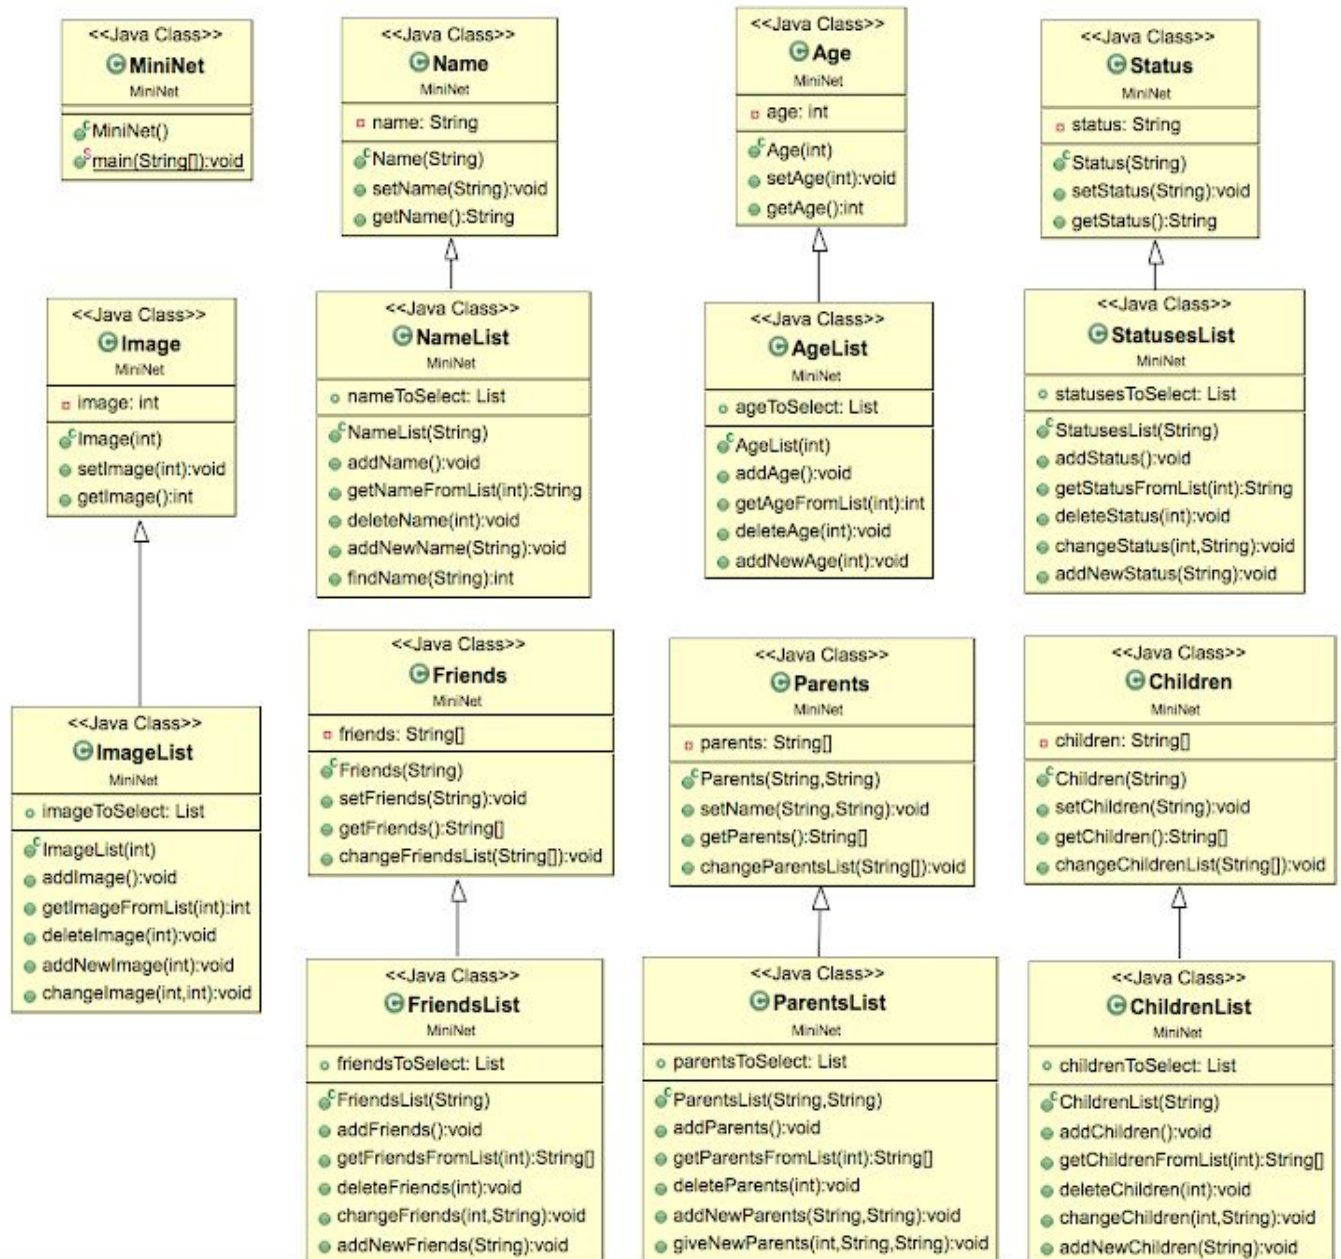 <<Java Class>>
MiniNet
MiniNet
MiniNet()
main(String[]):void
<<Java Class>>
Name
MiniNet
name: String
Name(String)
setName(String):void
getName():String
<<Java Class>>
Age
MiniNet
age: int
Age(int)
setAge(int):void
getAge():int
<<Java Class>>
Status
MiniNet
status: String
Status(String)
setStatus(String):void
getStatus():String
<<Java Class>>
Image
MiniNet
image: int
Image(int)
setImage(int):void
getImage():int
<<Java Class>>
NameList
MiniNet
nameToSelect: List
NameList(String)
addName():void
getNameFromList(int):String
deleteName(int):void
addNewName(String):void
findName(String):int
<<Java Class>>
AgeList
MiniNet
ageToSelect: List
AgeList(int)
addAge():void
getAgeFromList(int):int
deleteAge(int):void
addNewAge(int):void
<<Java Class>>
StatusesList
MiniNet
statusesToSelect: List
StatusesList(String)
addStatus():void
getStatusFromList(int):String
deleteStatus(int):void
changeStatus(int,String):void
addNewStatus(String):void
<<Java Class>>
ImageList
MiniNet
imageToSelect: List
ImageList(int)
addImage():void
getImageFromList(int):int
deleteImage(int):void
addNewImage(int):void
changeImage(int,int):void
<<Java Class>>
Friends
MiniNet
friends: String[]
Friends(String)
setFriends(String):void
getFriends():String[]
changeFriendsList(String[]):void
<<Java Class>>
Parents
MiniNet
parents: String[]
Parents(String,String)
setName(String,String):void
getParents():String[]
changeParentsList(String[]):void
<<Java Class>>
Children
MiniNet
children: String[]
Children(String)
setChildren(String):void
getChildren():String[]
changeChildrenList(String[]):void
<<Java Class>>
FriendsList
MiniNet
friendsToSelect: List
FriendsList(String)
addFriends():void
getFriendsFromList(int):String[]
deleteFriends(int):void
changeFriends(int,String):void
addNewFriends(String):void
<<Java Class>>
ParentsList
MiniNet
parentsToSelect: List
ParentsList(String,String)
addParents():void
getParentsFromList(int):String[]
deleteParents(int):void
addNewParents(String,String):void
giveNewParents(int,String,String):void
<<Java Class>>
ChildrenList
MiniNet
childrenToSelect: List
ChildrenList(String)
addChildren():void
getChildrenFromList(int):String[]
deleteChildren(int):void
changeChildren(int,String):void
addNewChildren(String):void